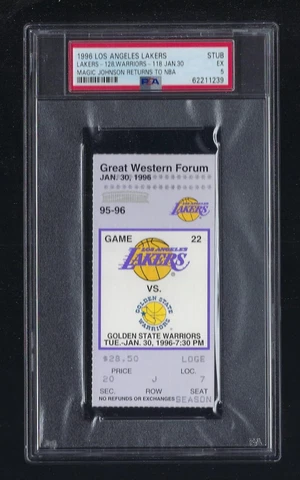 1996 LOS ANGELES LAKERS STUB
LAKERS - 128,WARRIORS - 118 JAN.30 EX
MAGIC JOHNSON RETURNS TO NBA 5
PSA 62211239
Great Western Forum
JAN. 30, 1996
95-96
LAKERS
GAME 22
LOS ANGELES
LAKERS
VS.
GOLDEN STATE
WARRIORS
GOLDEN STATE WARRIORS
TUE.-JAN. 30, 1996-7:30 PM
$28.50 LOGE
PRICE LOC.
20 J 7
SEC. ROW SEAT
NO REFUNDS OR EXCHANGES SEASON